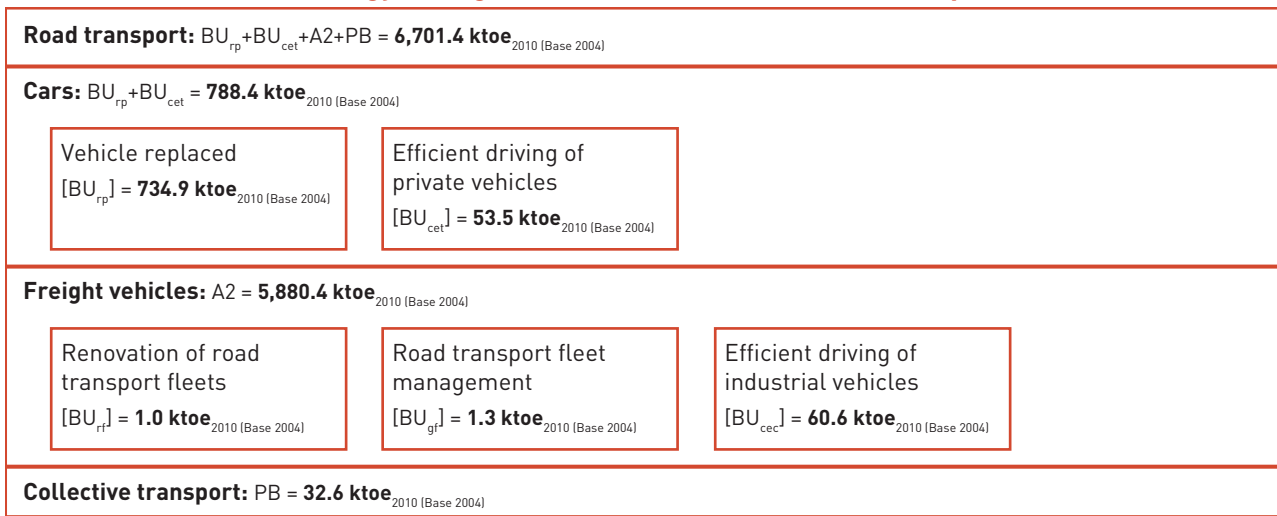 Road transport: BUrp+BUcet+A2+PB = 6,701.4 ktoe2010 (Base 2004)
Cars: BUrp+BUcet = 788.4 ktoe2010 (Base 2004)
Vehicle replaced
[BUrp] = 734.9 ktoe2010 (Base 2004)
Efficient driving of
private vehicles
[BUcet] = 53.5 ktoe2010 (Base 2004)
Freight vehicles: A2 = 5,880.4 ktoe2010 (Base 2004)
Renovation of road
transport fleets
[BUrf] = 1.0 ktoe2010 (Base 2004)
Road transport fleet
management
[BUgf] = 1.3 ktoe2010 (Base 2004)
Efficient driving of
industrial vehicles
[BUcec] = 60.6 ktoe2010 (Base 2004)
Collective transport: PB = 32.6 ktoe2010 (Base 2004)